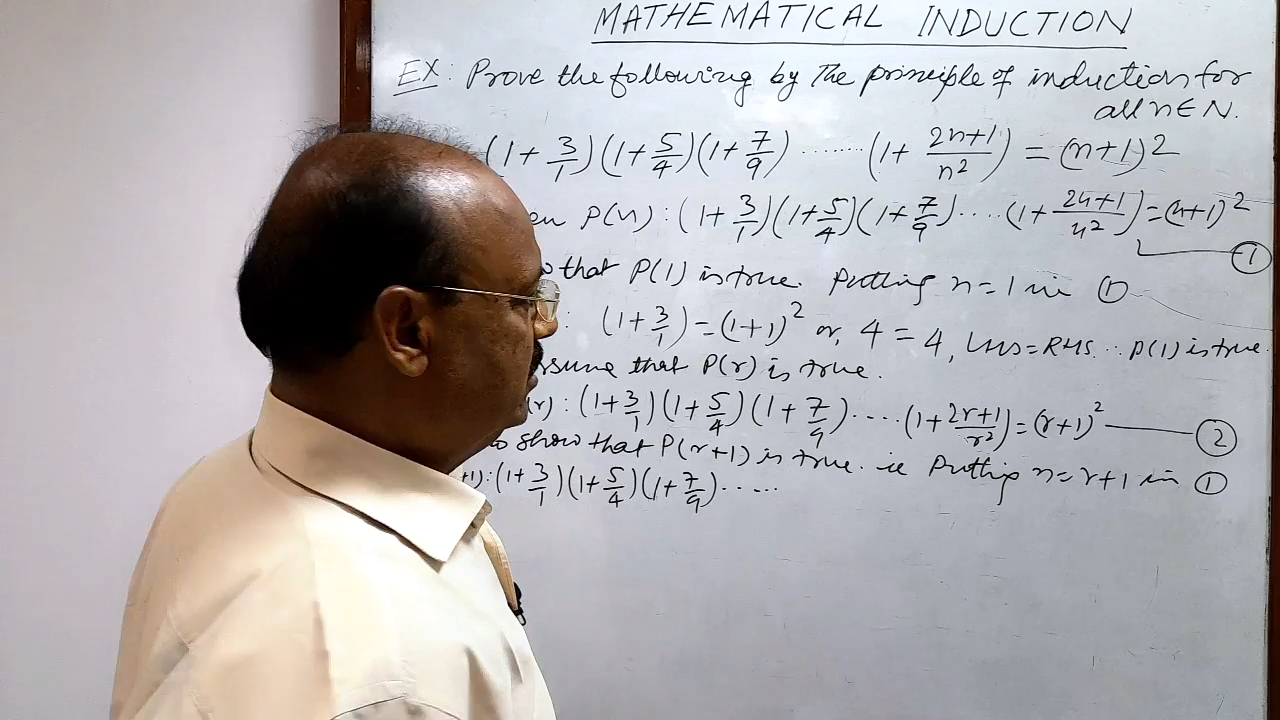 MATHEMATICAL INDUCTION
EX: Prove the following by the principle of induction for
all n∈N.
(1+3/1)(1+5/4)(1+7/9)........(1+(2n+1)/n²)=(n+1)²
P(n): (1+3/1)(1+5/4)(1+7/9)....(1+(2n+1)/n²)=(n+1)² ①
that P(1) is true. Putting n=1 in ①
: (1+3/1)=(1+1)² or, 4=4, LHS=RHS ∴ P(1) is true.
that P(r) is true.
(r): (1+3/1)(1+5/4)(1+7/9)....(1+(2r+1)/r²)=(r+1)² ②
to show that P(r+1) is true. ie Putting n=r+1 in ①
+1): (1+3/1)(1+5/4)(1+7/9).....